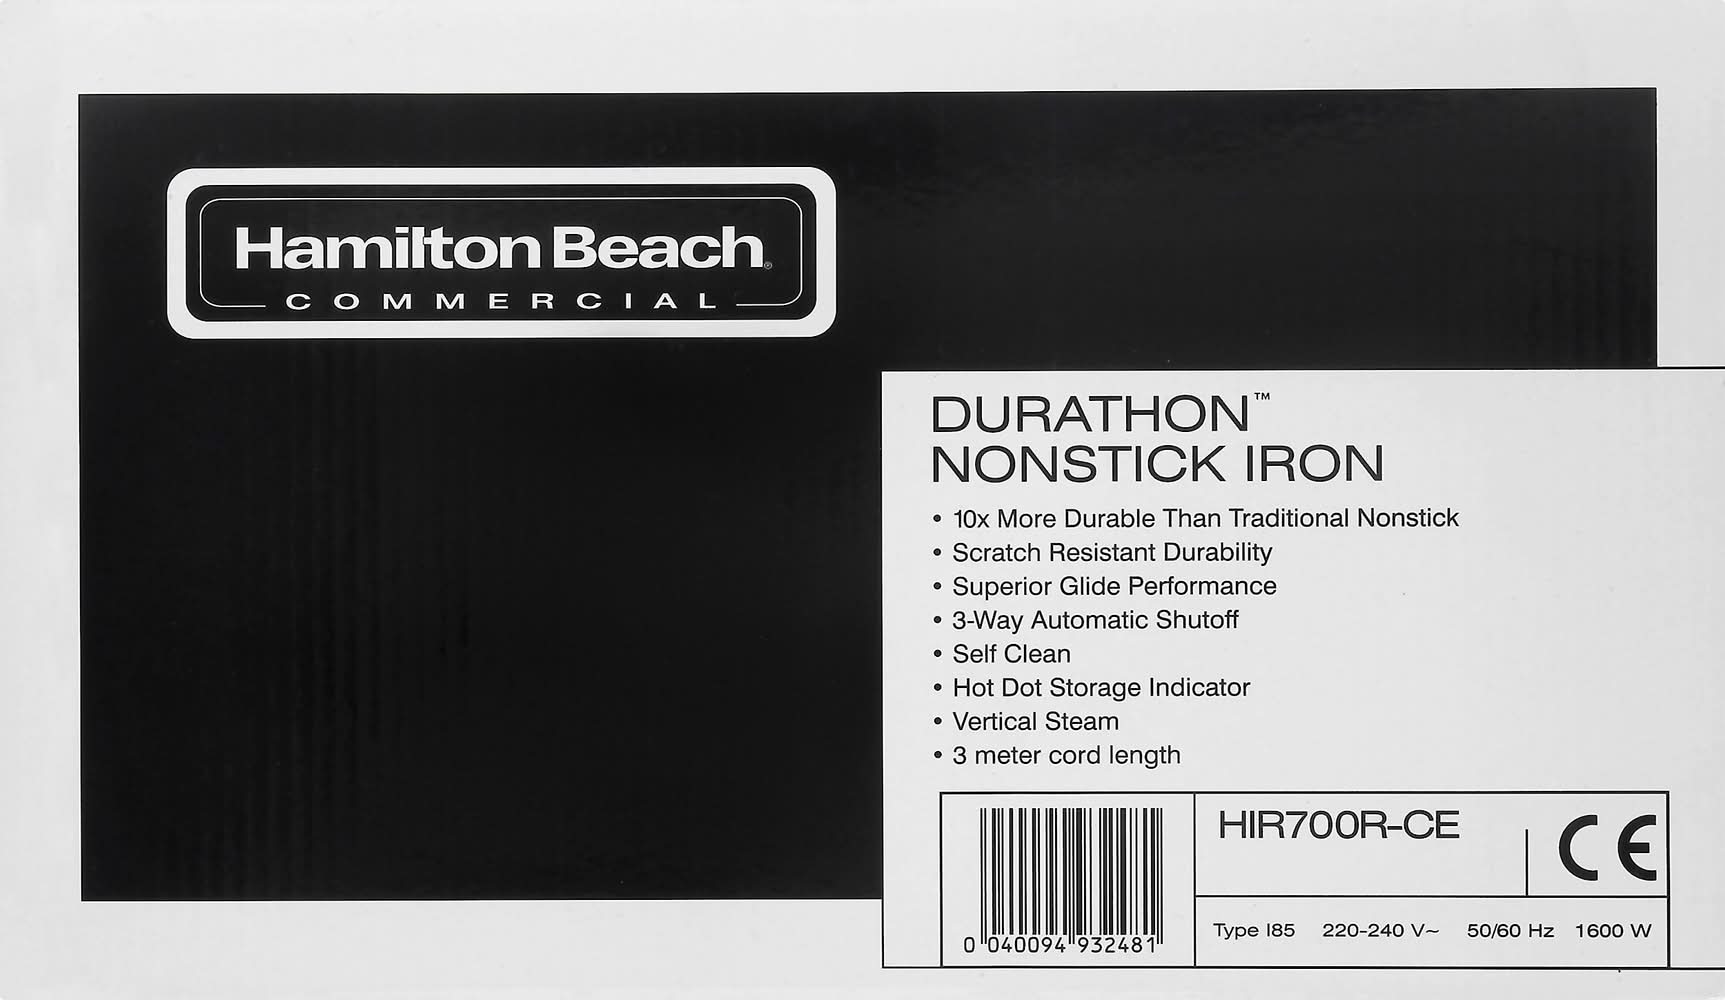 Hamilton Beach®
COMMERCIAL
DURATHON™
NONSTICK IRON
• 10x More Durable Than Traditional Nonstick
• Scratch Resistant Durability
• Superior Glide Performance
• 3-Way Automatic Shutoff
• Self Clean
• Hot Dot Storage Indicator
• Vertical Steam
• 3 meter cord length
HIR700R-CE
CE
Type I85 220-240 V~ 50/60 Hz 1600 W
0 040094 932481